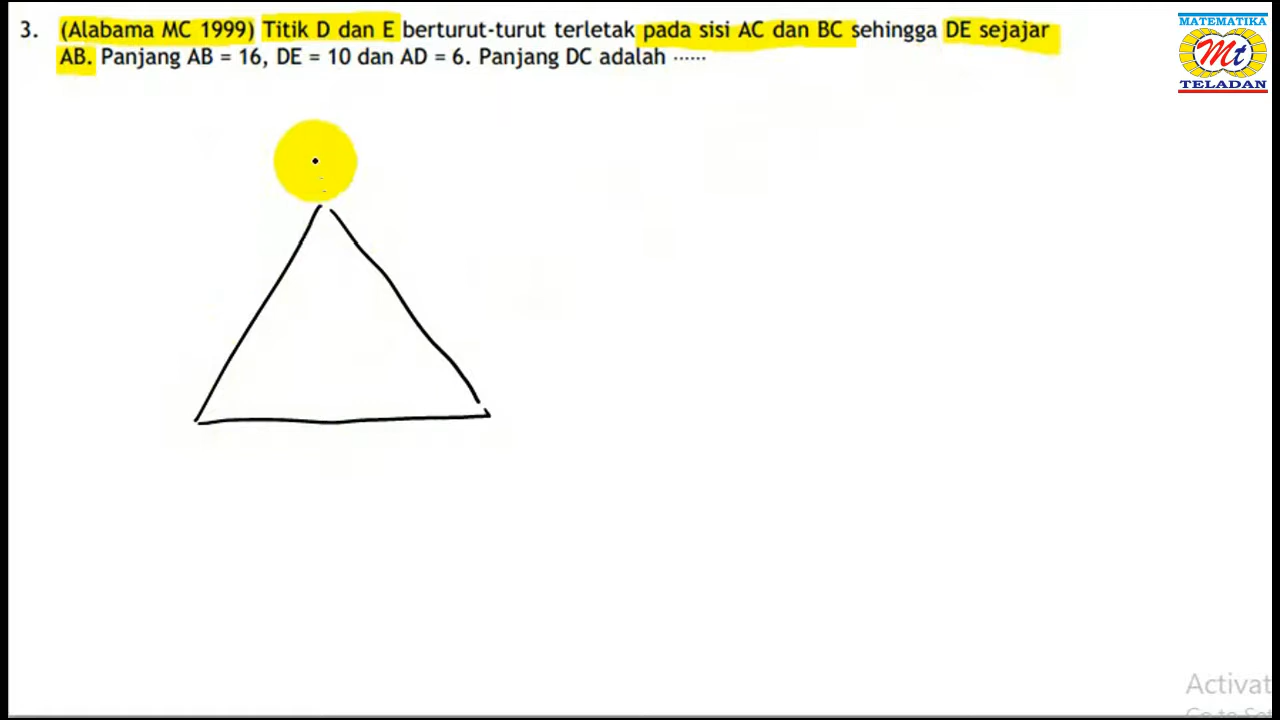 3. (Alabama MC 1999) Titik D dan E berturut-turut terletak pada sisi AC dan BC sehingga DE sejajar
AB. Panjang AB = 16, DE = 10 dan AD = 6. Panjang DC adalah ······
MATEMATIKA
Mt
TELADAN
Activat